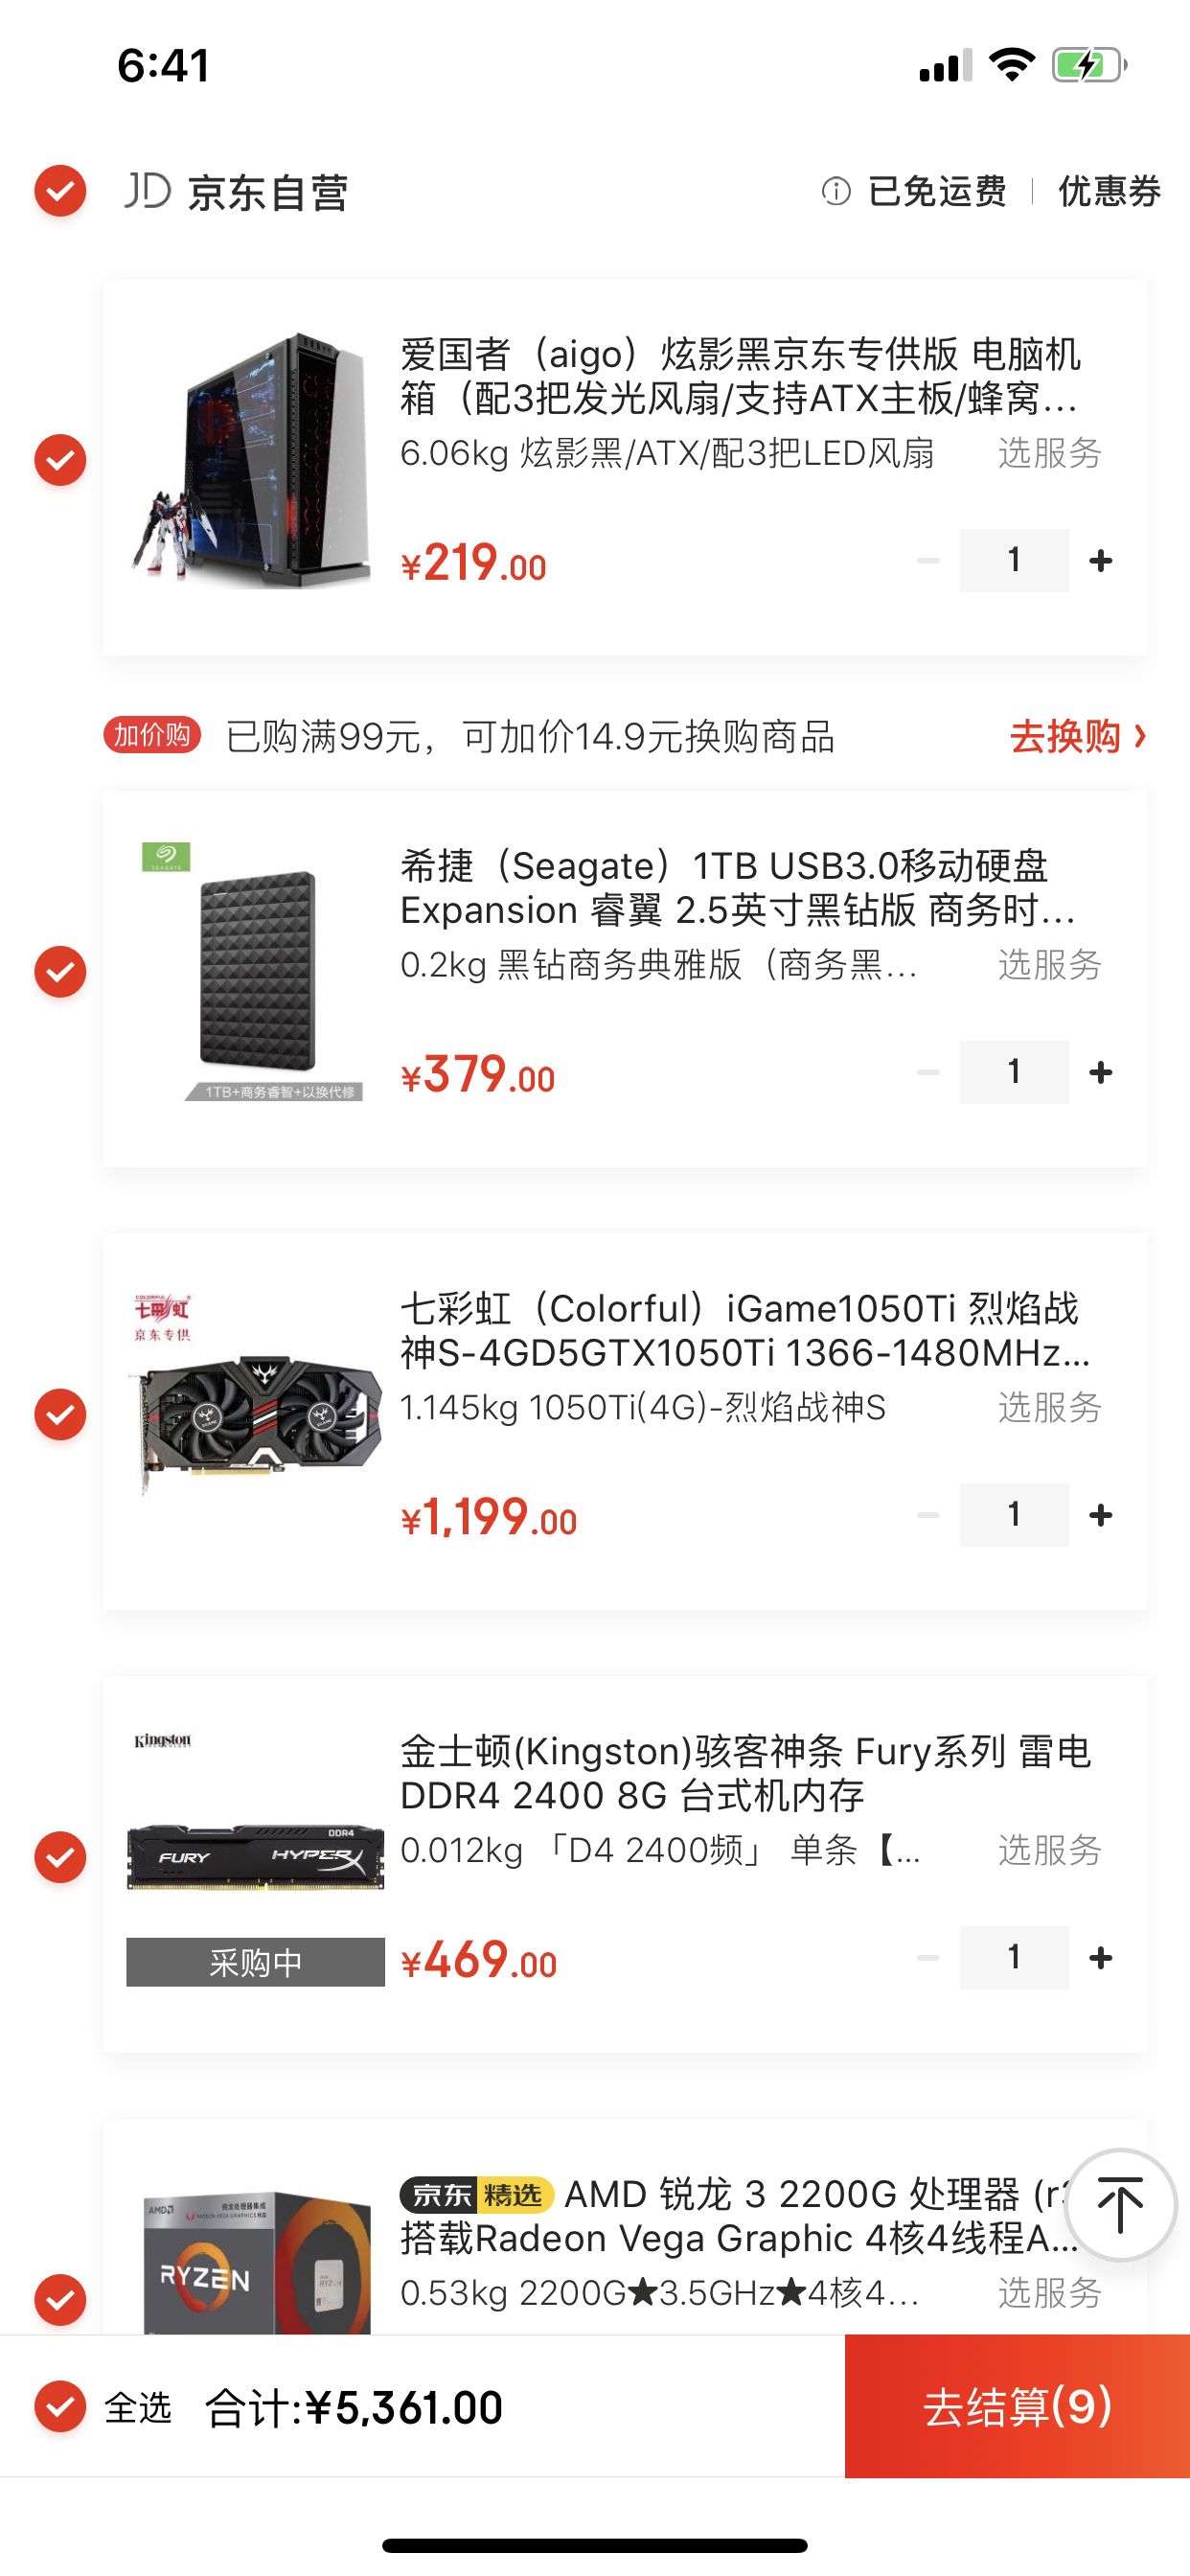 6:41
JD 京东自营
已免运费 优惠券
爱国者（aigo）炫影黑京东专供版 电脑机
箱（配3把发光风扇/支持ATX主板/蜂窝...
6.06kg 炫影黑/ATX/配3把LED风扇 选服务
¥219.00 1
加价购 已购满99元，可加价14.9元换购商品 去换购
SEAGATE
希捷（Seagate）1TB USB3.0移动硬盘
Expansion 睿翼 2.5英寸黑钻版 商务时...
0.2kg 黑钻商务典雅版（商务黑... 选服务
¥379.00 1
1TB+商务睿智+以换代修
COLORFUL
七彩虹
京东专供
七彩虹（Colorful）iGame1050Ti 烈焰战
神S-4GD5GTX1050Ti 1366-1480MHz...
1.145kg 1050Ti(4G)-烈焰战神S 选服务
¥1,199.00 1
Kingston
金士顿(Kingston)骇客神条 Fury系列 雷电
DDR4 2400 8G 台式机内存
DDR4
FURY HYPERX
0.012kg 「D4 2400频」 单条【... 选服务
采购中
¥469.00 1
京东精选 AMD 锐龙 3 2200G 处理器 (r
搭载Radeon Vega Graphic 4核4线程A...
AMD 锐龙处理器集成
RADEON VEGA GRAPHICS
RYZEN
RYZEN
0.53kg 2200G★3.5GHz★4核4... 选服务
全选 合计:¥5,361.00
去结算(9)